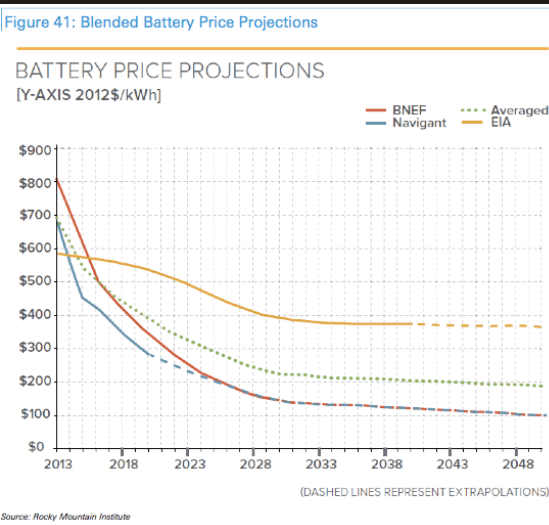 Figure 41: Blended Battery Price Projections
BATTERY PRICE PROJECTIONS
[Y-AXIS 2012$/kWh]
BNEF
Averaged
Navigant
EIA
$900
$800
$700
$600
$500
$400
$300
$200
$100
$0
2013 2018 2023 2028 2033 2038 2043 2048
(DASHED LINES REPRESENT EXTRAPOLATIONS)
Source: Rocky Mountain Institute